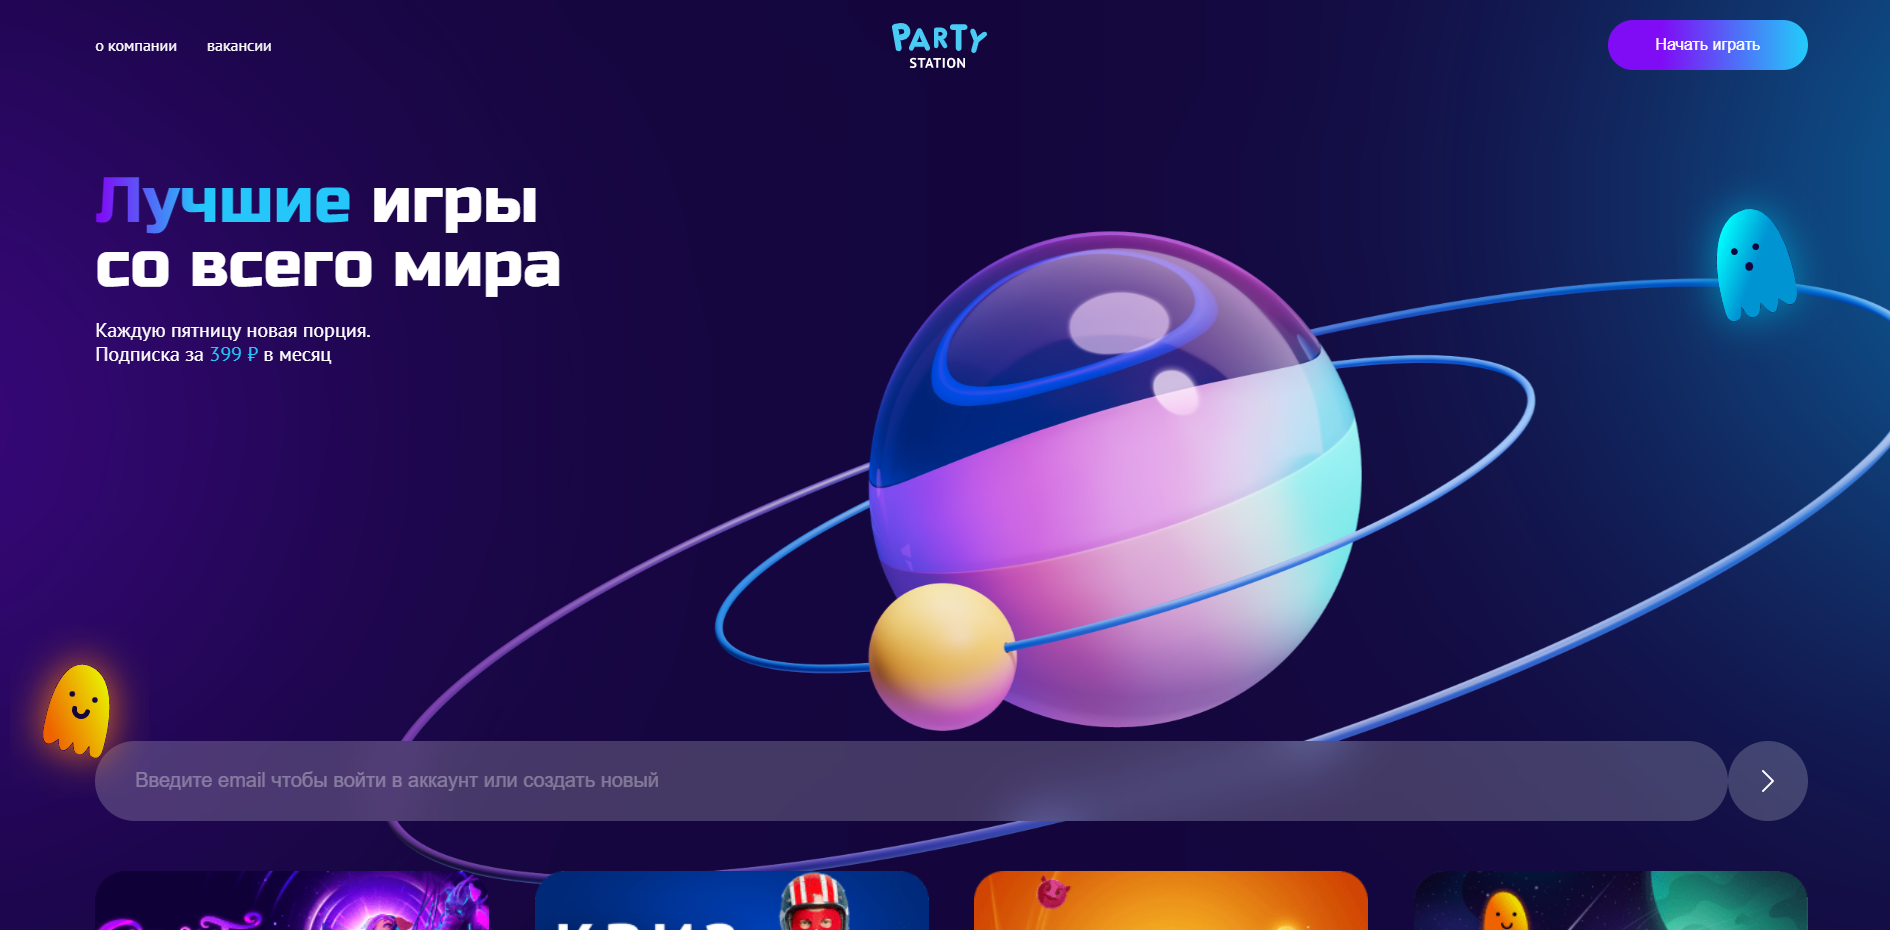 о компании
вакансии
PARTY
STATION
Начать играть
Лучшие игры
со всего мира
Каждую пятницу новая порция.
Подписка за 399 ₽ в месяц
Введите email чтобы войти в аккаунт или создать новый